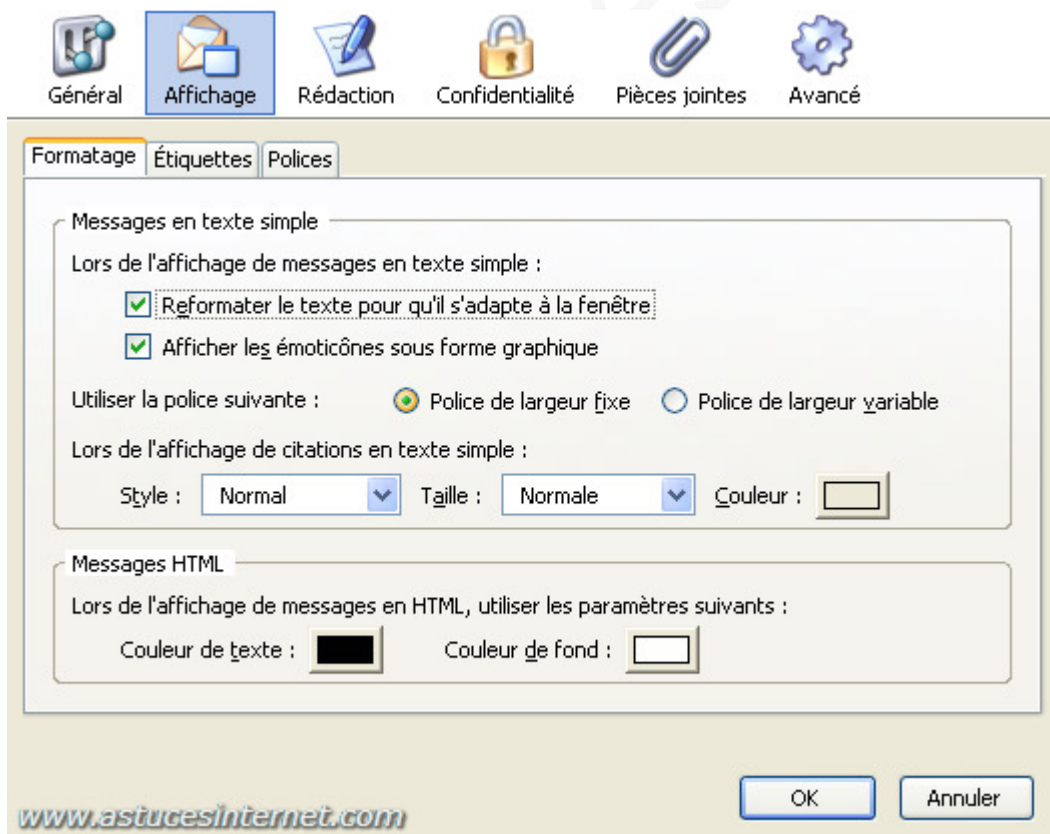 Général Affichage Rédaction Confidentialité Pièces jointes Avancé
Formatage Étiquettes Polices
Messages en texte simple
Lors de l'affichage de messages en texte simple :
Reformater le texte pour qu'il s'adapte à la fenêtre
Afficher les émoticônes sous forme graphique
Utiliser la police suivante : Police de largeur fixe Police de largeur variable
Lors de l'affichage de citations en texte simple :
Style : Normal Taille : Normale Couleur :
Messages HTML
Lors de l'affichage de messages en HTML, utiliser les paramètres suivants :
Couleur de texte : Couleur de fond :
OK Annuler
www.astucesinternet.com